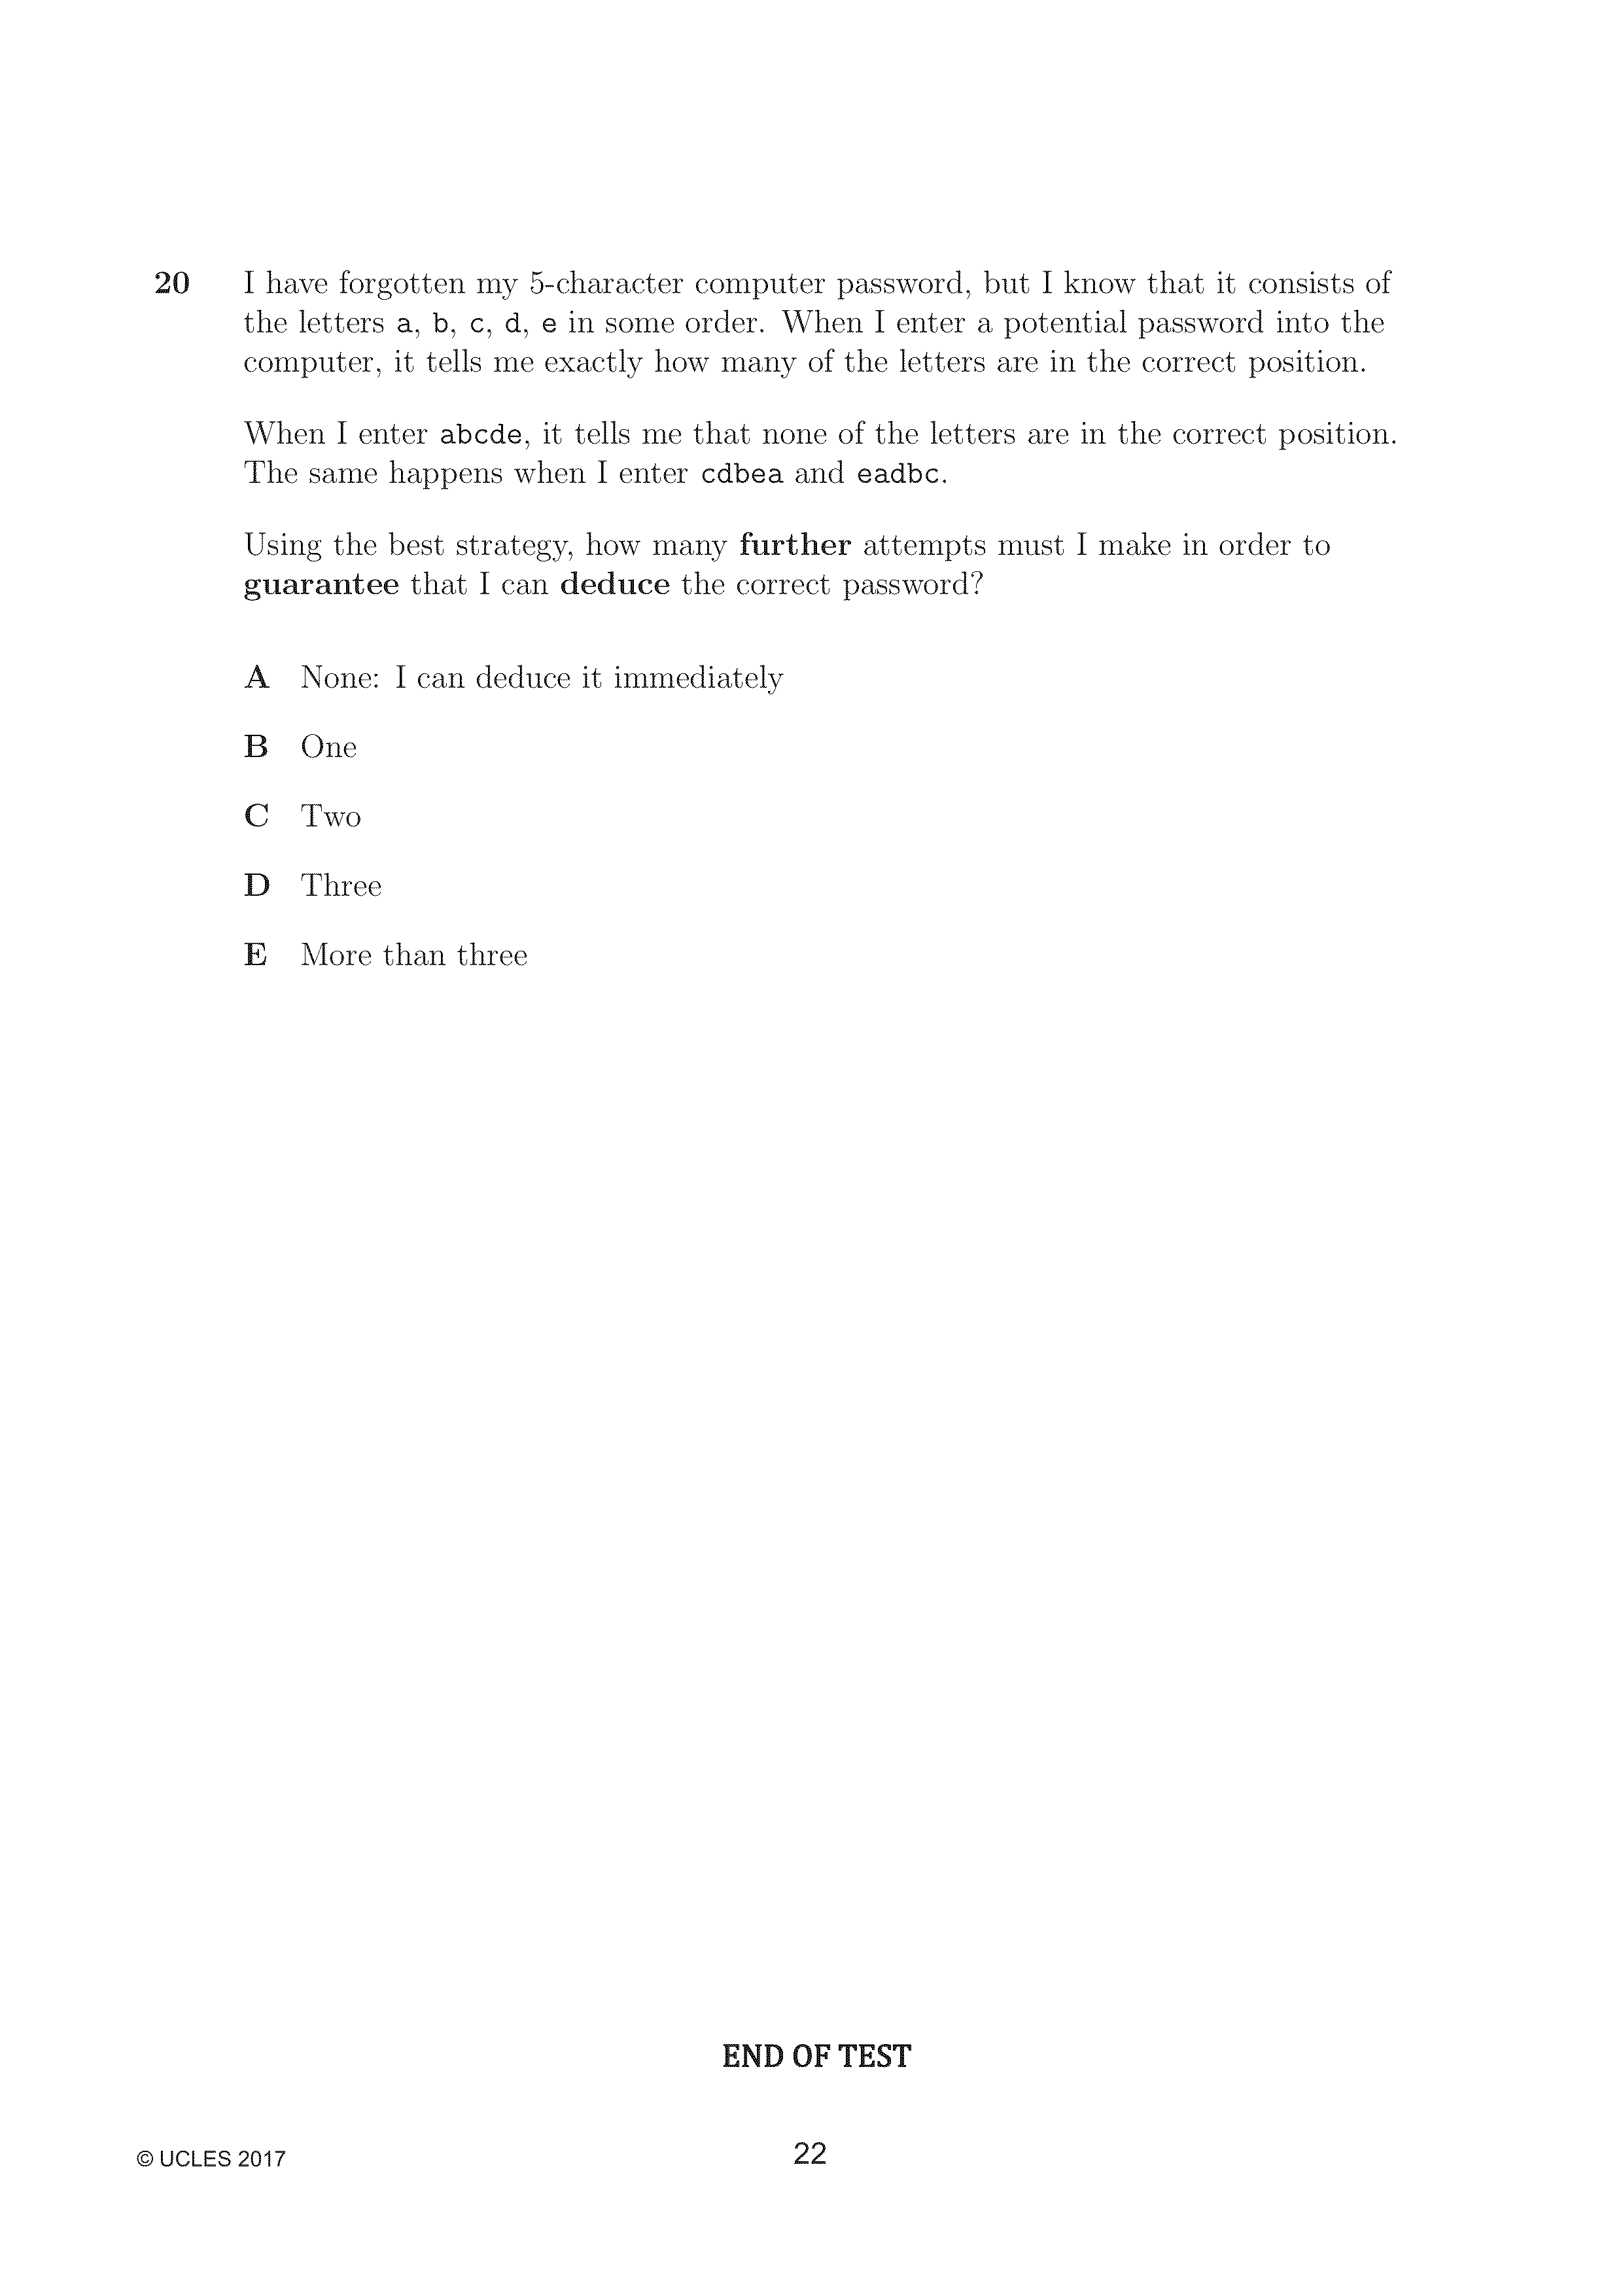 20 I have forgotten my 5-character computer password, but I know that it consists of
the letters a, b, c, d, e in some order. When I enter a potential password into the
computer, it tells me exactly how many of the letters are in the correct position.
When I enter abcde, it tells me that none of the letters are in the correct position.
The same happens when I enter cdbea and eadbc.
Using the best strategy, how many further attempts must I make in order to
guarantee that I can deduce the correct password?
A None: I can deduce it immediately
B One
C Two
D Three
E More than three
END OF TEST
© UCLES 2017
22